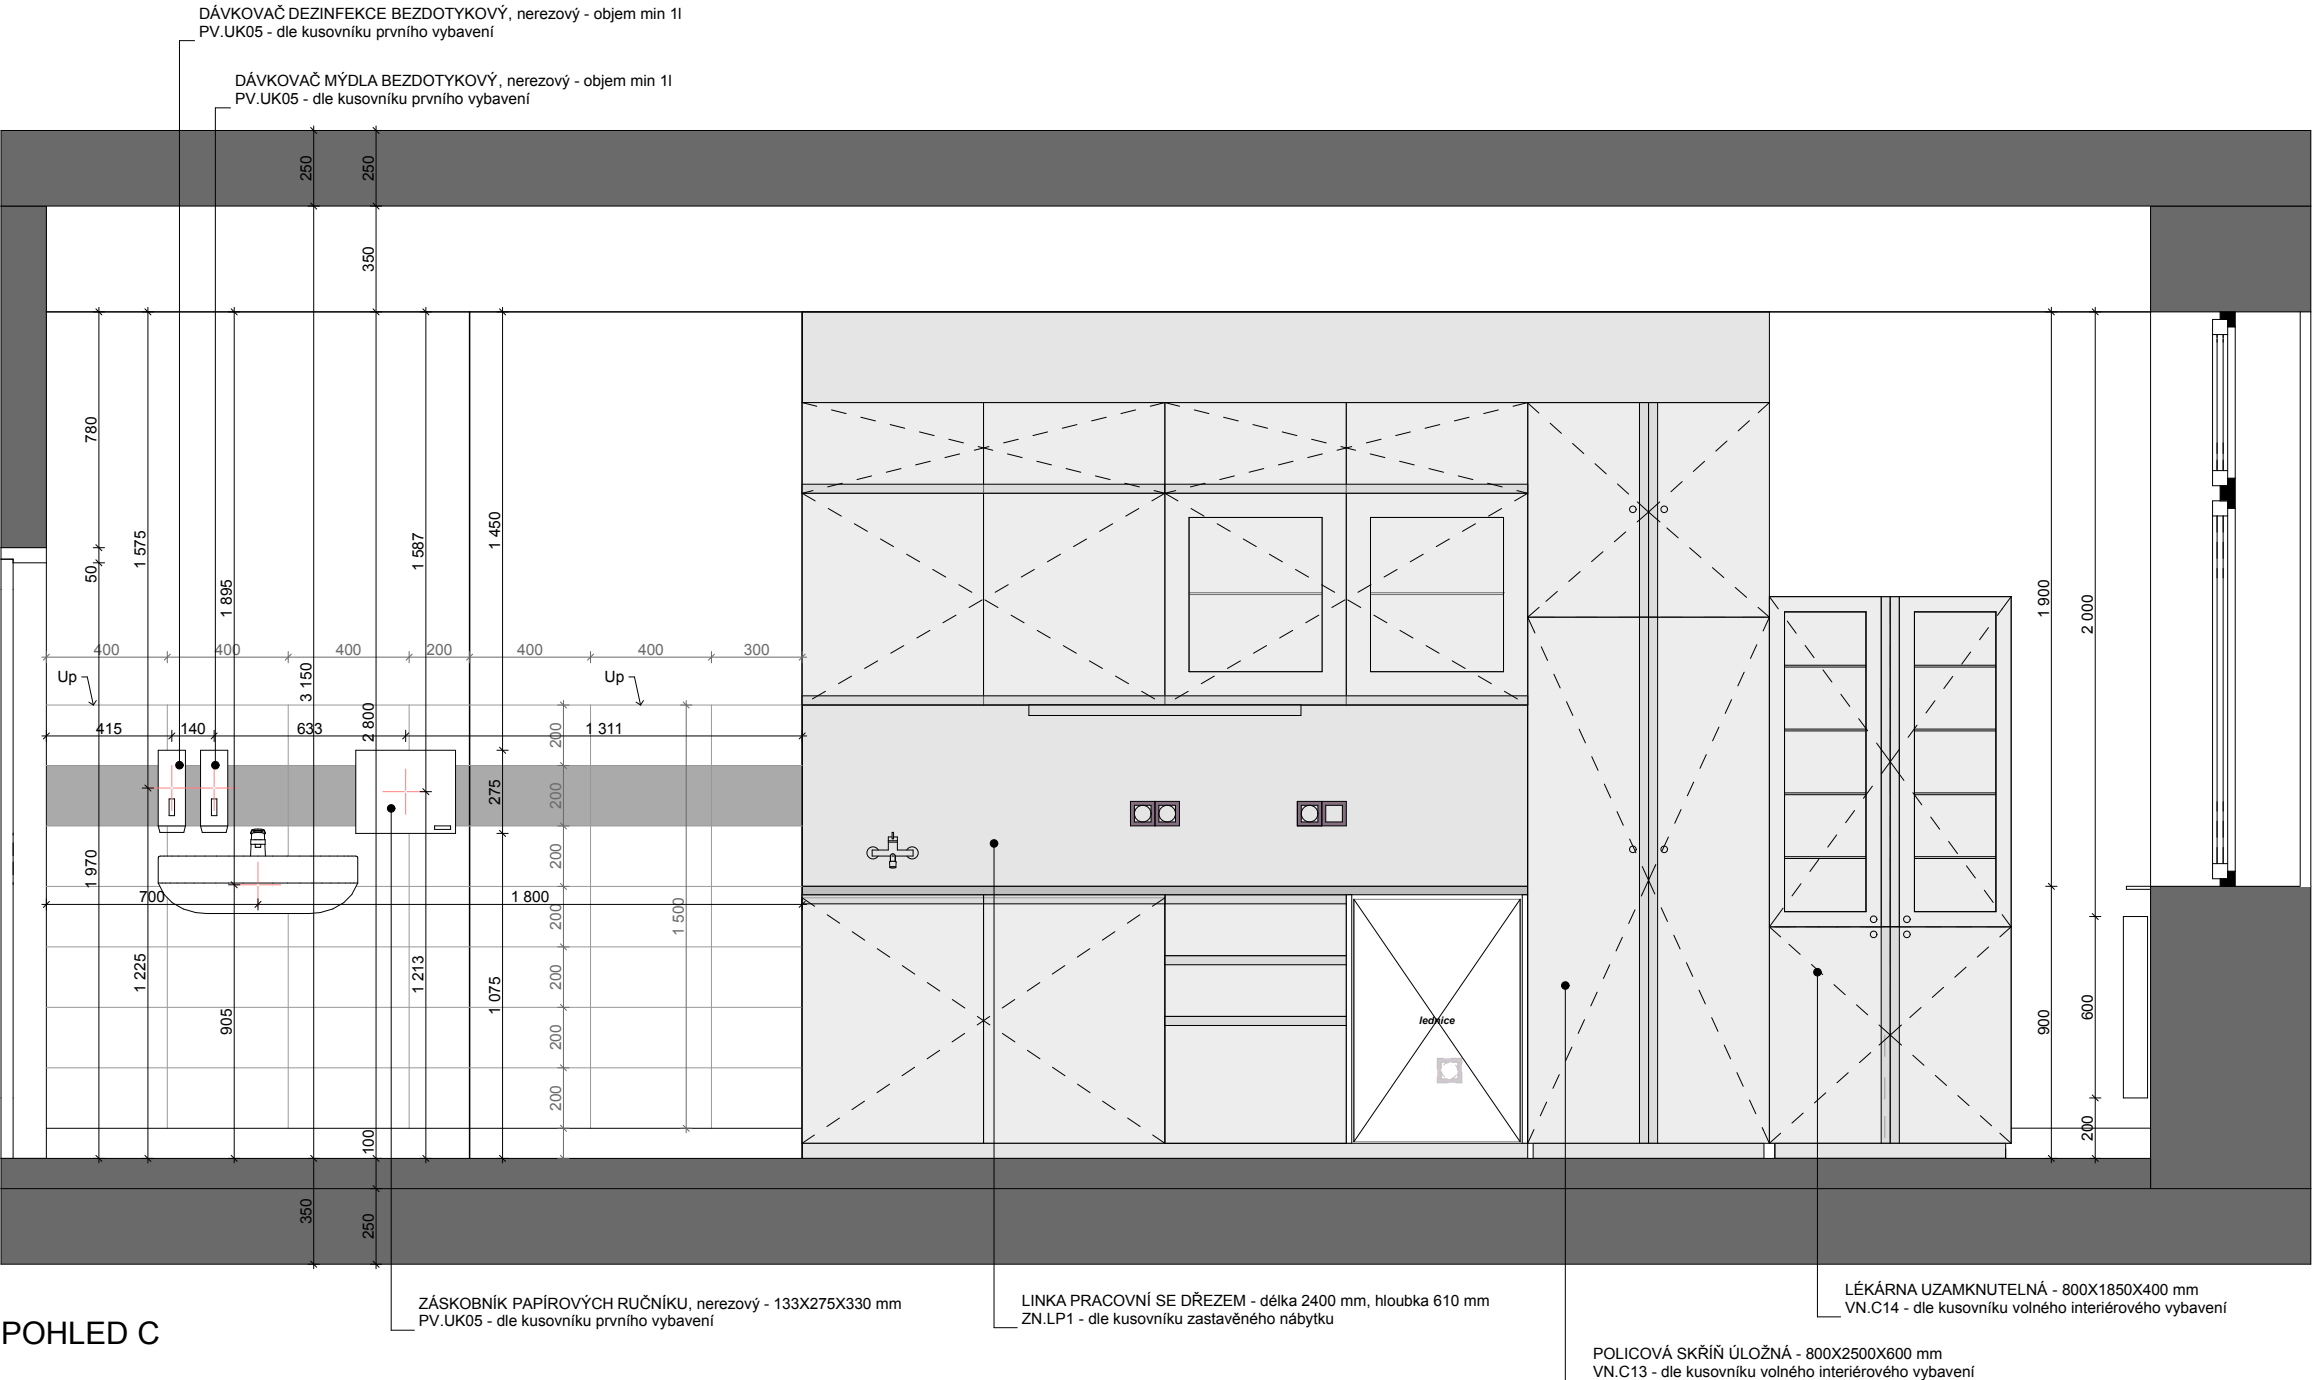 DÁVKOVAČ DEZINFEKCE BEZDOTYKOVÝ, nerezový - objem min 1l
PV.UK05 - dle kusovníku prvního vybavení
DÁVKOVAČ MÝDLA BEZDOTYKOVÝ, nerezový - objem min 1l
PV.UK05 - dle kusovníku prvního vybavení
250
250
350
780
1 575
1 450
1 587
50
1 895
1 900
2 000
400
400
400
200
400
400
300
Up
Up
3 150
2 800
200
415
140
633
1 311
275
200
200
1 970
700
1 800
200
1 500
1 225
1 213
1 075
200
905
200
lednice
900
600
200
100
200
350
250
ZÁSKOBNÍK PAPÍROVÝCH RUČNÍKU, nerezový - 133X275X330 mm
PV.UK05 - dle kusovníku prvního vybavení
LINKA PRACOVNÍ SE DŘEZEM - délka 2400 mm, hloubka 610 mm
ZN.LP1 - dle kusovníku zastavěného nábytku
LÉKÁRNA UZAMKNUTELNÁ - 800X1850X400 mm
VN.C14 - dle kusovníku volného interiérového vybavení
POHLED C
POLICOVÁ SKŘÍŇ ÚLOŽNÁ - 800X2500X600 mm
VN.C13 - dle kusovníku volného interiérového vybavení